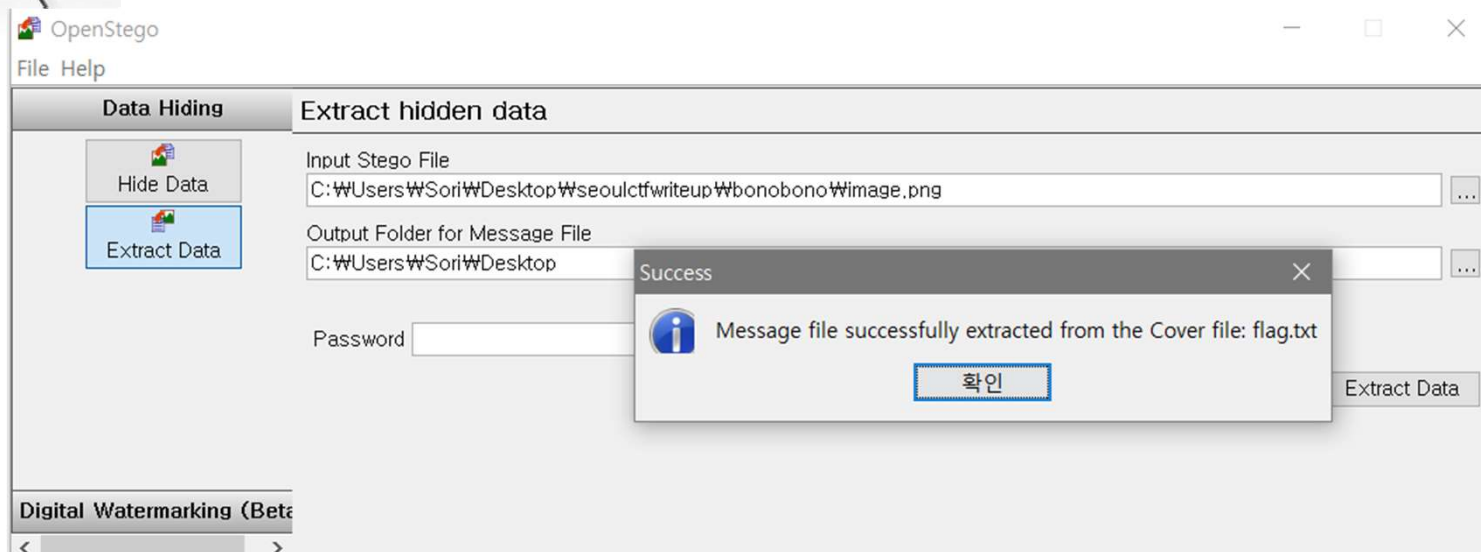 OpenStego
File Help
Data Hiding
Hide Data
Extract Data
Digital Watermarking (Beta
Extract hidden data
Input Stego File
C:₩Users₩Sori₩Desktop₩seoulctfwriteup₩bonobono₩image.png
...
Output Folder for Message File
C:₩Users₩Sori₩Desktop
...
Password
Success
Message file successfully extracted from the Cover file: flag.txt
확인
Extract Data